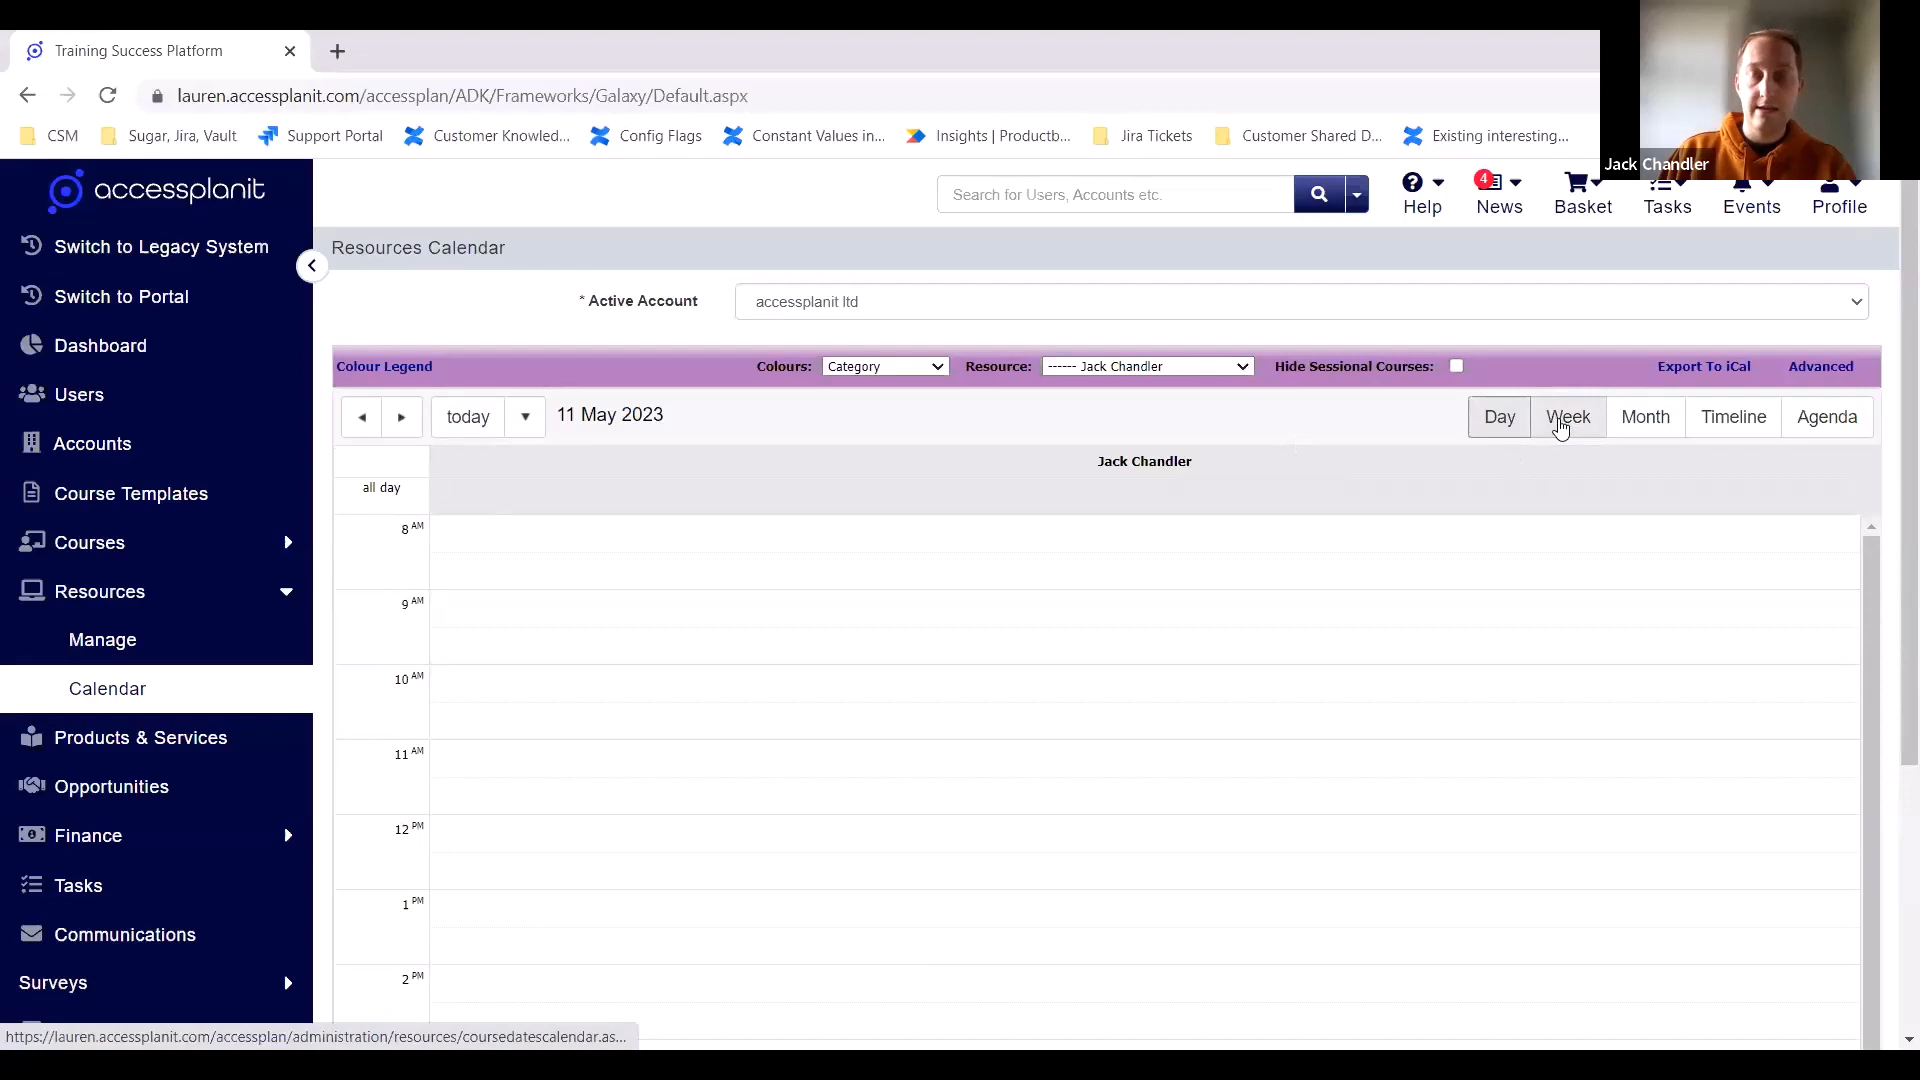 Training Success Platform
lauren.accessplanit.com/accessplan/ADK/Frameworks/Galaxy/Default.aspx
CSM Sugar, Jira, Vault Support Portal Customer Knowled... Config Flags Constant Values in... Insights | Productb... Jira Tickets Customer Shared D... Existing interesting...
Jack Chandler
accessplanit
Search for Users, Accounts etc.
4
Help News Basket Tasks Events Profile
Switch to Legacy System
Switch to Portal
Dashboard
Users
Accounts
Course Templates
Courses
Resources
Manage
Calendar
Products & Services
Opportunities
Finance
Tasks
Communications
Surveys
Resources Calendar
* Active Account accessplanit ltd
Colour Legend Colours: Category Resource: ------ Jack Chandler Hide Sessional Courses: Export To iCal Advanced
today 11 May 2023 Day Week Month Timeline Agenda
Jack Chandler
all day
8 AM
9 AM
10 AM
11 AM
12 PM
1 PM
2 PM
https://lauren.accessplanit.com/accessplan/administration/resources/coursedatescalendar.as...